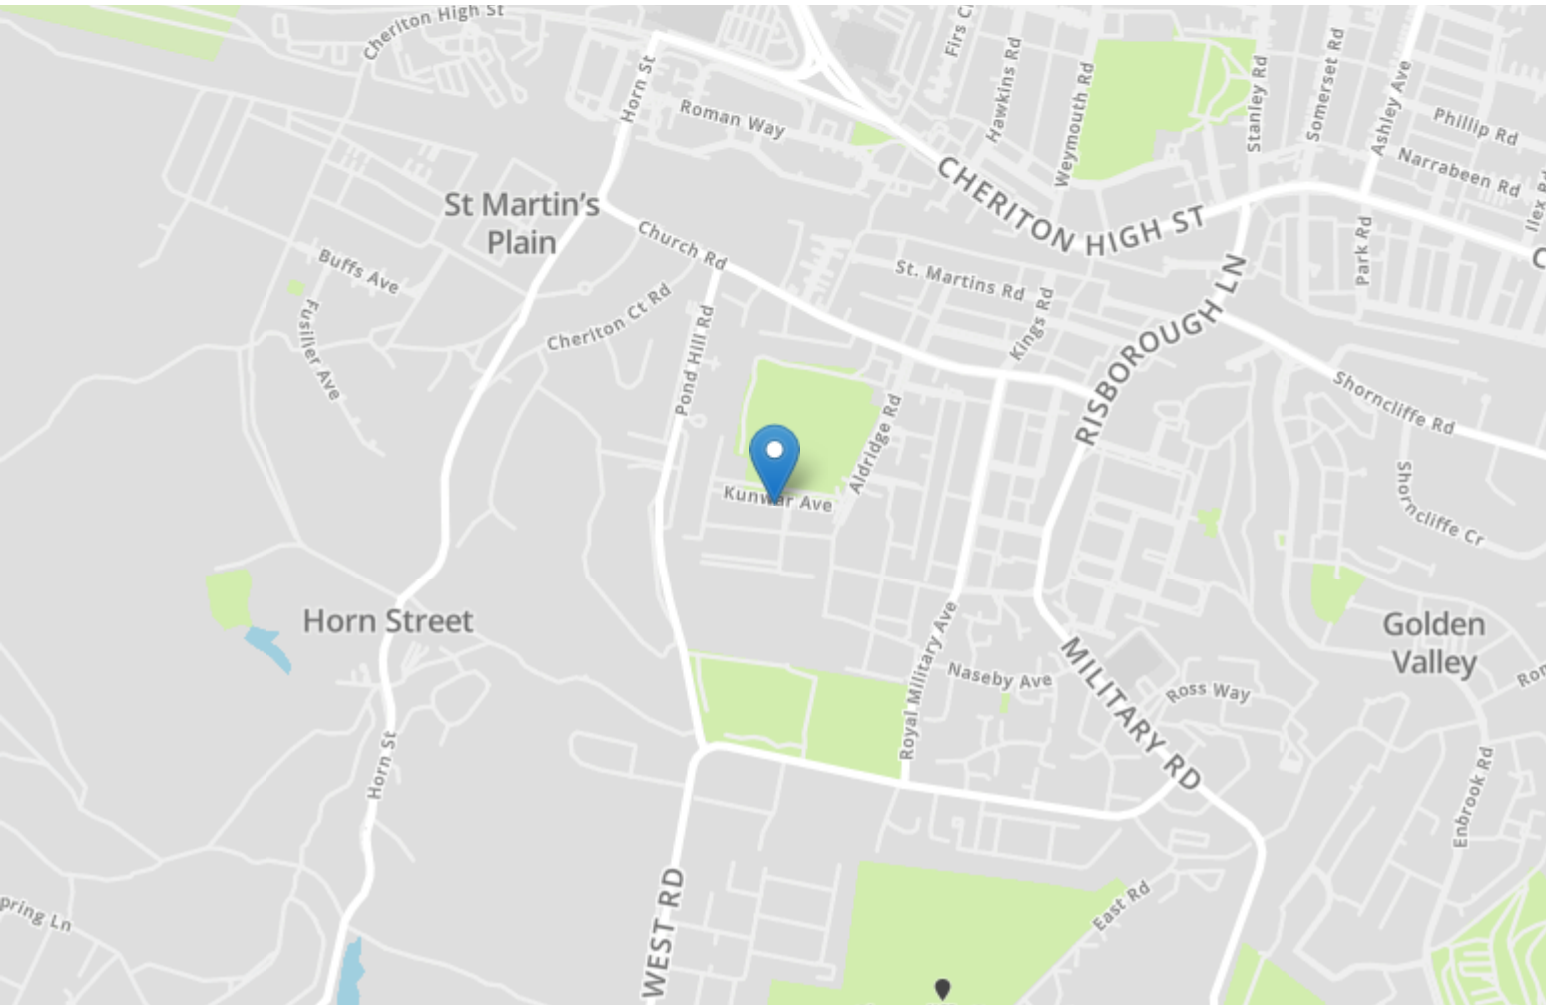 Cheriton High St
Firs C
Hawkins Rd
Weymouth Rd
Stanley Rd
Somerset Rd
Ashley Ave
Phillip Rd
Narrabeen Rd
Ilex Rd
Horn St
Roman Way
CHERITON HIGH ST
C
St Martin's
Plain
Church Rd
Buffs Ave
Fusilier Ave
Cheriton Ct Rd
Pond Hill Rd
St. Martins Rd
Kings Rd
Park Rd
RISBOROUGH LN
Shorncliffe Rd
Aldridge Rd
Kunwar Ave
Shorncliffe Cr
Horn Street
Golden
Valley
Royal Military Ave
Naseby Ave
MILITARY RD
Ross Way
Ron
Horn St
Enbrook Rd
WEST RD
East Rd
pring Ln